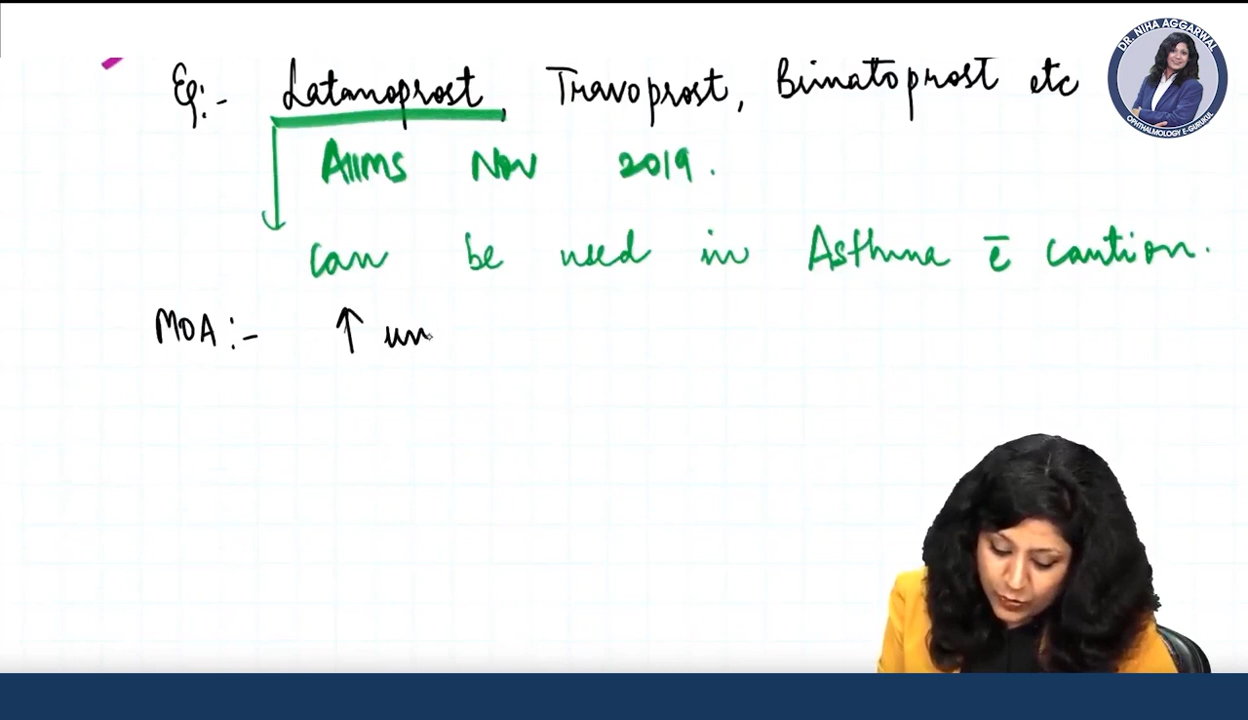 Eg:- Latanoprost, Travoprost, Bimatoprost etc
AIIMS Nov 2019.
can be used in Asthma c̄ caution.
MOA:- ↑ un
DR. NIHA AGGARWAL
OPHTHALMOLOGY E-GURUKUL